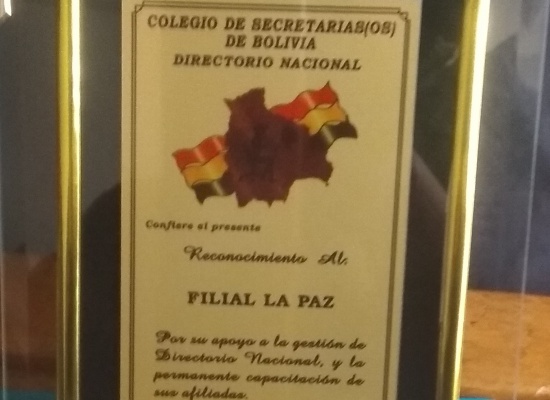 COLEGIO DE SECRETARIAS(OS)
DE BOLIVIA
DIRECTORIO NACIONAL
Confiere el presente
Reconocimiento Al:
FILIAL LA PAZ
Por su apoyo a la gestión de
Directorio Nacional, y la
permanente capacitación de
sus afiliadas.